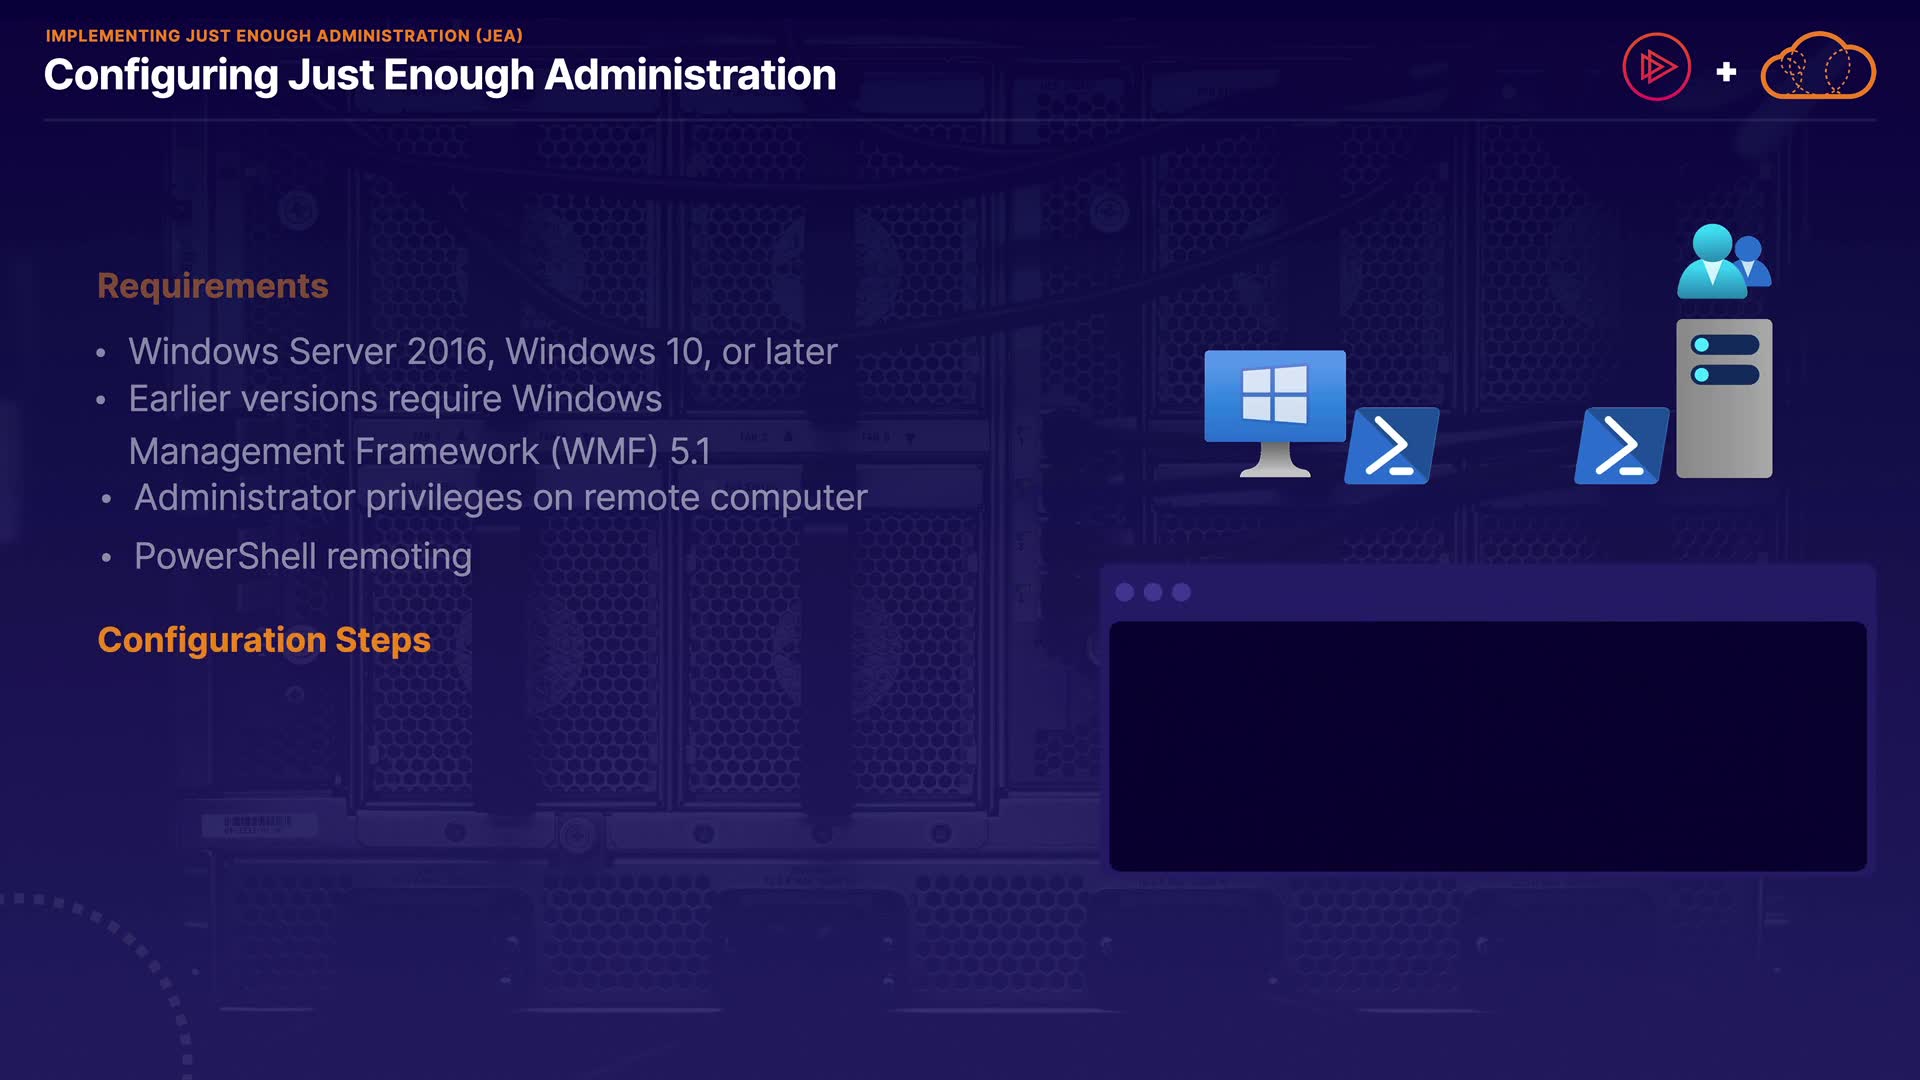 IMPLEMENTING JUST ENOUGH ADMINISTRATION (JEA)
Configuring Just Enough Administration
Requirements
• Windows Server 2016, Windows 10, or later
• Earlier versions require Windows
Management Framework (WMF) 5.1
• Administrator privileges on remote computer
• PowerShell remoting
Configuration Steps